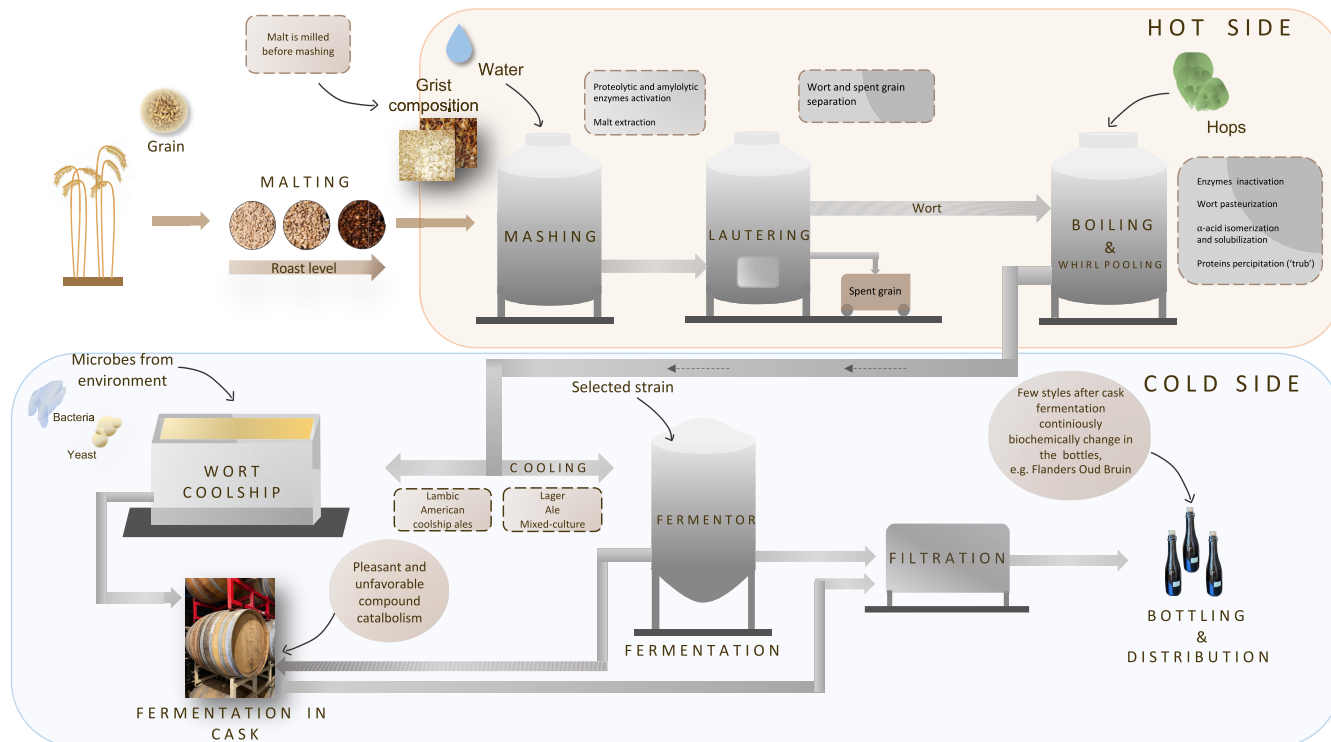 HOT SIDE
Malt is milled
before mashing
Water
Grist
composition
Proteolytic and amylolytic
enzymes activation
Malt extraction
Wort and spent grain
separation
Hops
Grain
MALTING
Roast level
MASHING
LAUTERING
Wort
Spent grain
BOILING
&
WHIRLPOOLING
Enzymes inactivation
Wort pasteurization
α-acid isomerization
and solubilization
Proteins percipitation (‘trub’)
COLD SIDE
Microbes from
environment
Bacteria
Yeast
WORT
COOLSHIP
COOLING
Lambic
American
coolship ales
Lager
Ale
Mixed-culture
Selected strain
FERMENTOR
FERMENTATION
Few styles after cask
fermentation
continiously
biochemically change in
the bottles,
e.g. Flanders Oud Bruin
FILTRATION
BOTTLING
&
DISTRIBUTION
Pleasant and
unfavorable
compound
catalbolism
FERMENTATION IN
CASK